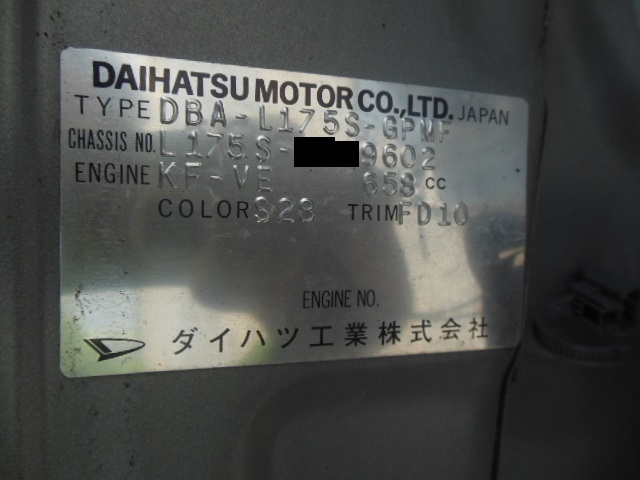 DAIHATSU MOTOR CO., LTD. JAPAN
TYPE DBA-L175S-GPMF
CHASSIS NO. L175S- 9602
ENGINE KF-VE 658 CC
COLOR S28 TRIM FD10
ENGINE NO.
ダイハツ工業株式会社